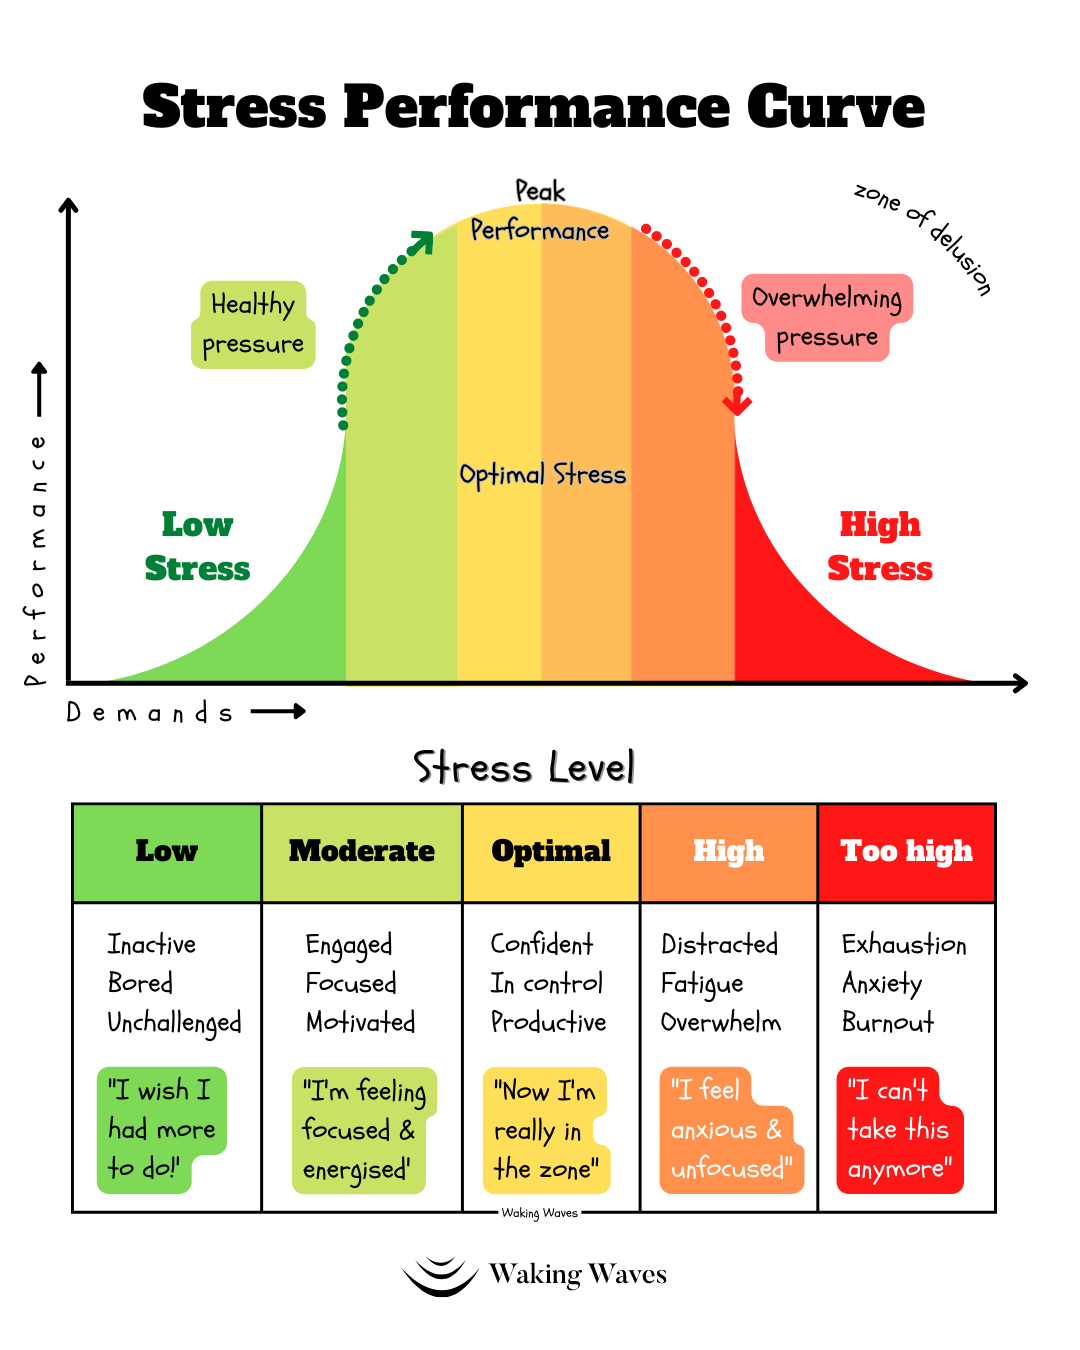 Stress Performance Curve
Peak
Performance
zone of delusion
Healthy
pressure
Overwhelming
pressure
Optimal Stress
Low
Stress
High
Stress
Performance
Demands
Stress Level
Low
Moderate
Optimal
High
Too high
Inactive
Bored
Unchallenged
Engaged
Focused
Motivated
Confident
In control
Productive
Distracted
Fatigue
Overwhelm
Exhaustion
Anxiety
Burnout
"I wish I
had more
to do!'
"I'm feeling
focused &
energised'
"Now I'm
really in
the zone"
"I feel
anxious &
unfocused"
"I can't
take this
anymore"
Waking Waves
Waking Waves